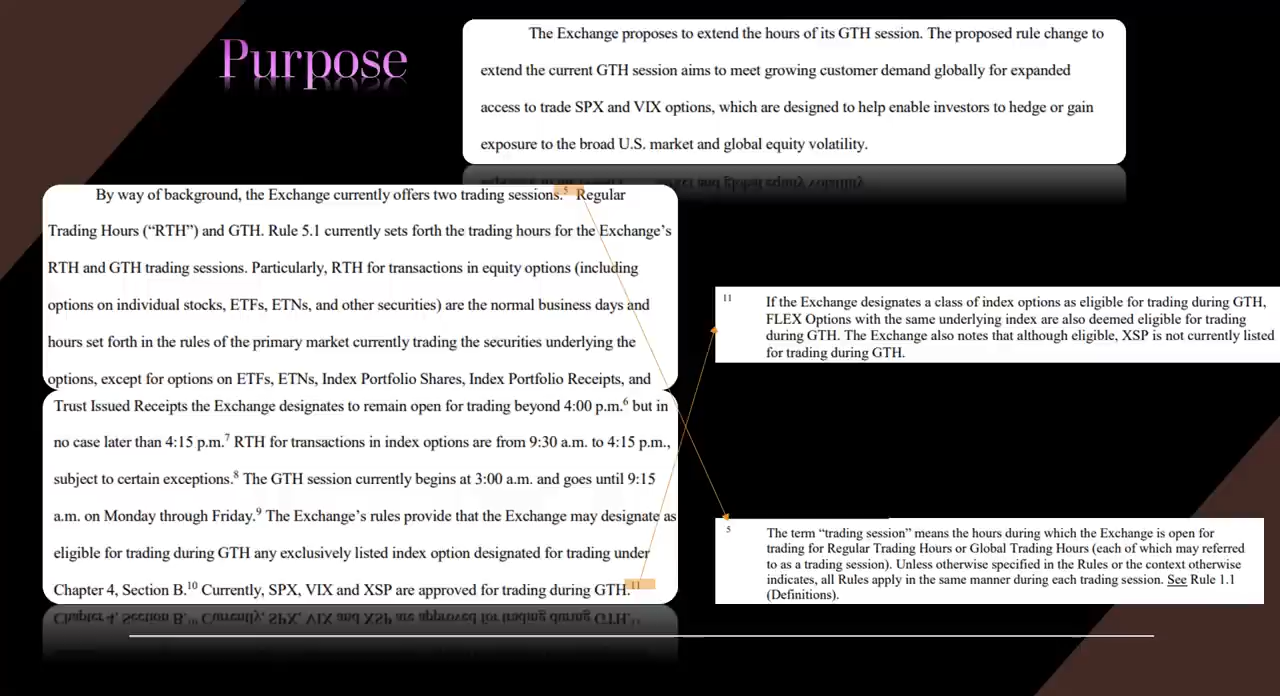 Purpose
The Exchange proposes to extend the hours of its GTH session. The proposed rule change to
extend the current GTH session aims to meet growing customer demand globally for expanded
access to trade SPX and VIX options, which are designed to help enable investors to hedge or gain
exposure to the broad U.S. market and global equity volatility.
By way of background, the Exchange currently offers two trading sessions:5 Regular
Trading Hours (“RTH”) and GTH. Rule 5.1 currently sets forth the trading hours for the Exchange’s
RTH and GTH trading sessions. Particularly, RTH for transactions in equity options (including
options on individual stocks, ETFs, ETNs, and other securities) are the normal business days and
hours set forth in the rules of the primary market currently trading the securities underlying the
options, except for options on ETFs, ETNs, Index Portfolio Shares, Index Portfolio Receipts, and
Trust Issued Receipts the Exchange designates to remain open for trading beyond 4:00 p.m.6 but in
no case later than 4:15 p.m.7 RTH for transactions in index options are from 9:30 a.m. to 4:15 p.m.,
subject to certain exceptions.8 The GTH session currently begins at 3:00 a.m. and goes until 9:15
a.m. on Monday through Friday.9 The Exchange’s rules provide that the Exchange may designate as
eligible for trading during GTH any exclusively listed index option designated for trading under
Chapter 4, Section B.10 Currently, SPX, VIX and XSP are approved for trading during GTH.11
11 If the Exchange designates a class of index options as eligible for trading during GTH,
FLEX Options with the same underlying index are also deemed eligible for trading
during GTH. The Exchange also notes that although eligible, XSP is not currently listed
for trading during GTH.
5 The term “trading session” means the hours during which the Exchange is open for
trading for Regular Trading Hours or Global Trading Hours (each of which may referred
to as a trading session). Unless otherwise specified in the Rules or the context otherwise
indicates, all Rules apply in the same manner during each trading session. See Rule 1.1
(Definitions).